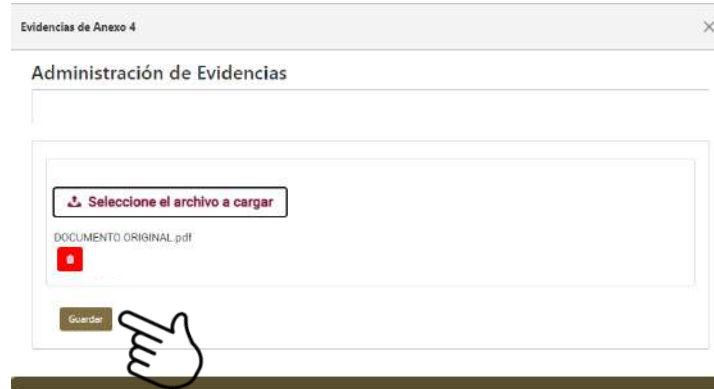 Evidencias de Anexo 4
Administración de Evidencias
Seleccione el archivo a cargar
DOCUMENTO ORIGINAL.pdf
Guardar